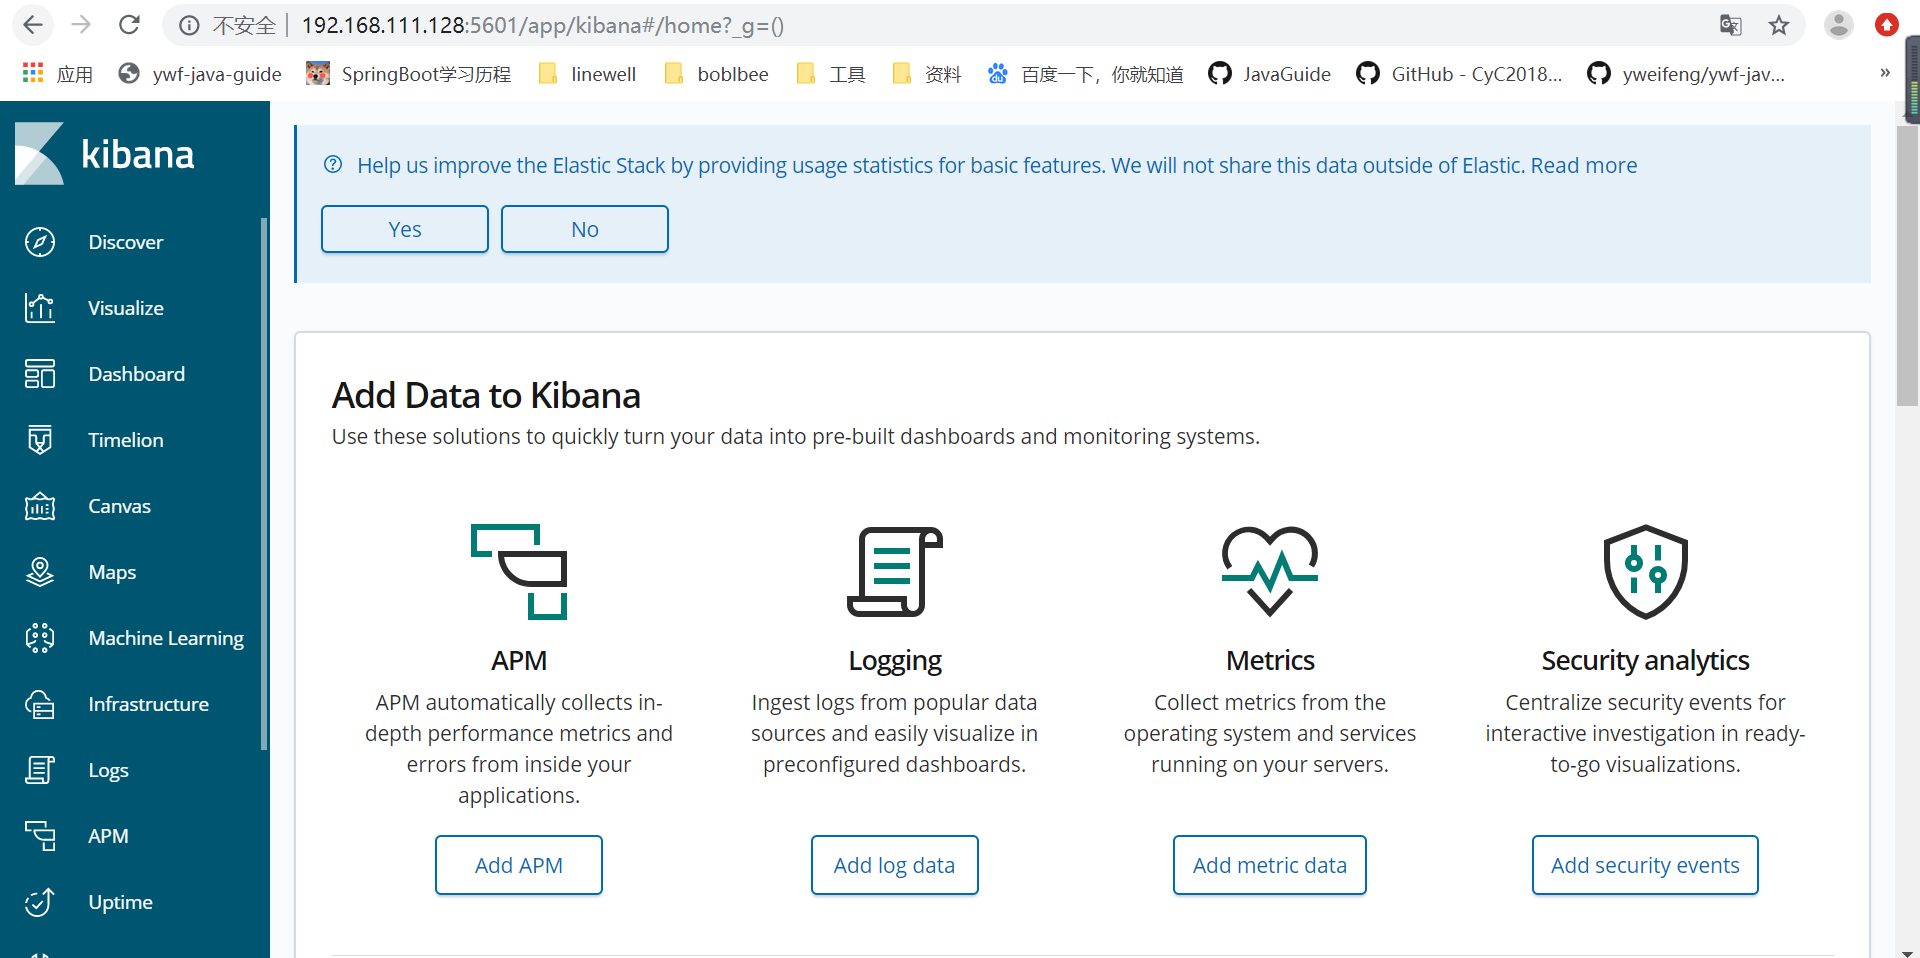 不安全 192.168.111.128:5601/app/kibana#/home?_g=()
应用 ywf-java-guide SpringBoot学习历程 linewell boblbee 工具 资料 百度一下，你就知道 JavaGuide GitHub - CyC2018... yweifeng/ywf-jav... »
kibana
Discover
Visualize
Dashboard
Timelion
Canvas
Maps
Machine Learning
Infrastructure
Logs
APM
Uptime
Help us improve the Elastic Stack by providing usage statistics for basic features. We will not share this data outside of Elastic. Read more
Yes No
Add Data to Kibana
Use these solutions to quickly turn your data into pre-built dashboards and monitoring systems.
APM
APM automatically collects in-
depth performance metrics and
errors from inside your
applications.
Add APM
Logging
Ingest logs from popular data
sources and easily visualize in
preconfigured dashboards.
Add log data
Metrics
Collect metrics from the
operating system and services
running on your servers.
Add metric data
Security analytics
Centralize security events for
interactive investigation in ready-
to-go visualizations.
Add security events